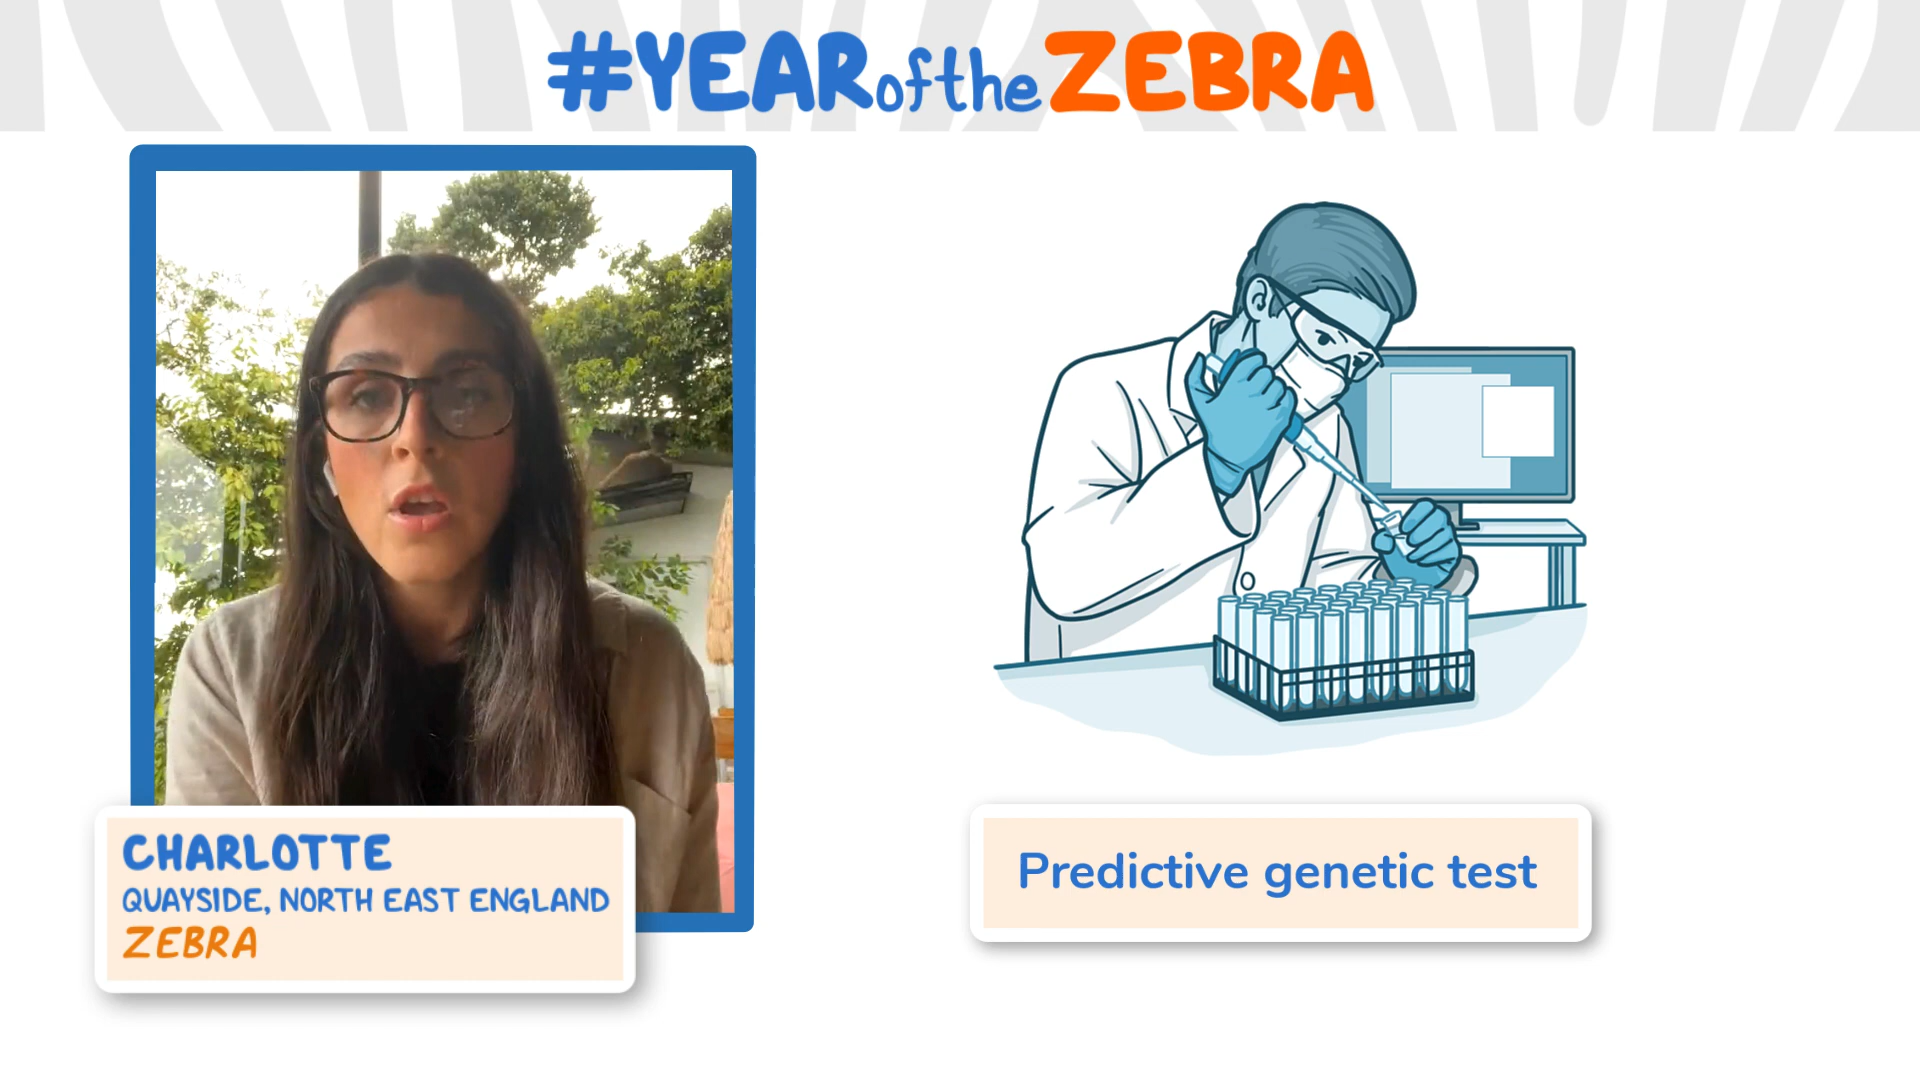 #YEARoftheZEBRA
CHARLOTTE
QUAYSIDE, NORTH EAST ENGLAND
ZEBRA
Predictive genetic test